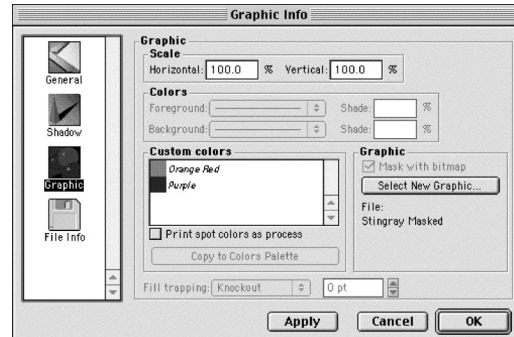 Graphic Info
General
Shadow
Graphic
File Info
Graphic
Scale
Horizontal: 100.0 % Vertical: 100.0 %
Colors
Foreground: Shade: %
Background: Shade: %
Custom colors
Orange Red
Purple
Print spot colors as process
Copy to Colors Palette
Graphic
Mask with bitmap
Select New Graphic...
File:
Stingray Masked
Fill trapping: Knockout 0 pt
Apply Cancel OK